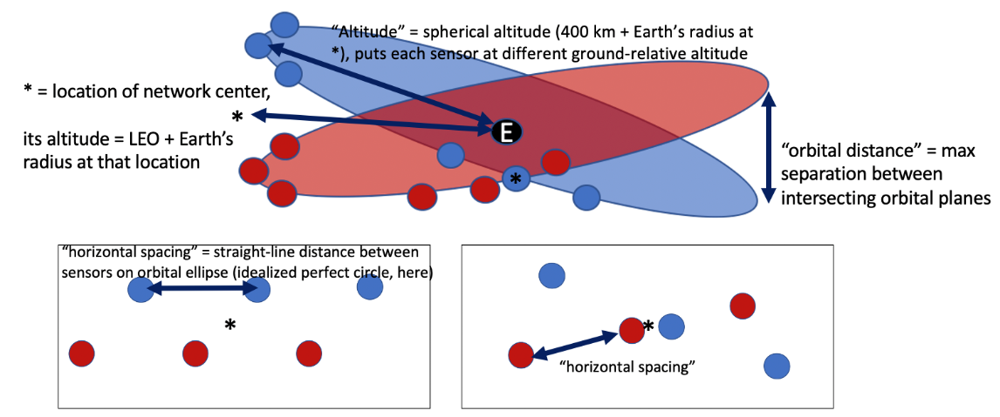 “Altitude” = spherical altitude (400 km + Earth’s radius at
*), puts each sensor at different ground-relative altitude
* = location of network center,
*
its altitude = LEO + Earth’s
radius at that location
E
*
“orbital distance” = max
separation between
intersecting orbital planes
“horizontal spacing” = straight-line distance between
sensors on orbital ellipse (idealized perfect circle, here)
*
*
“horizontal spacing”